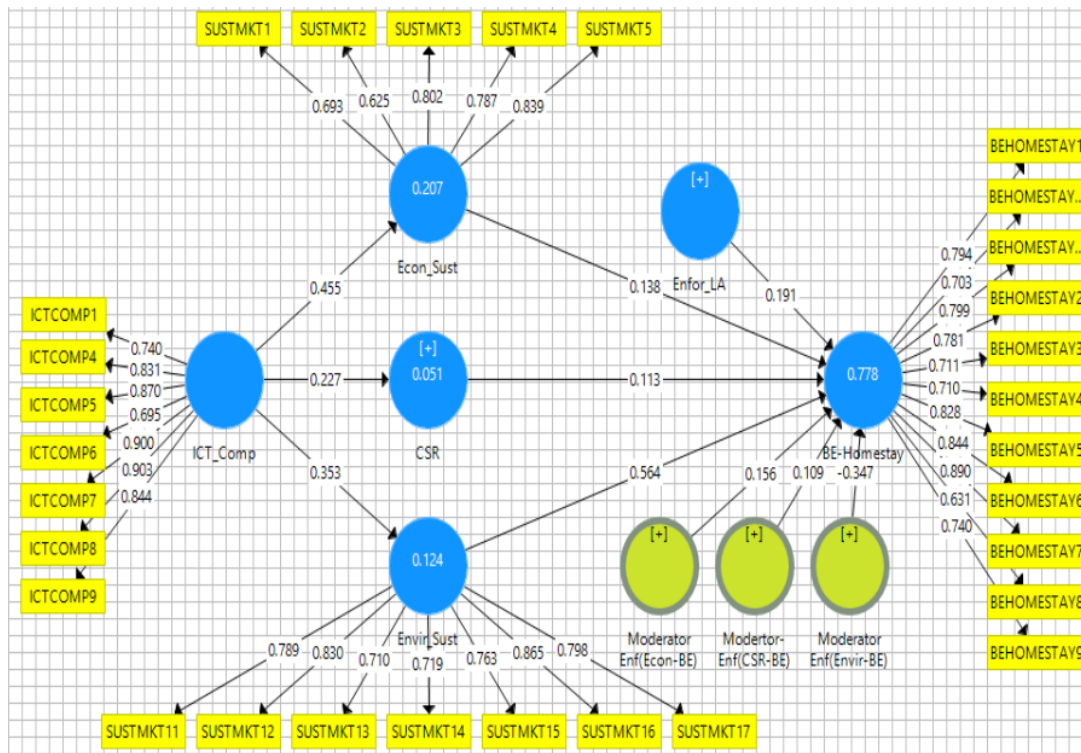 SUSTMKT1 SUSTMKT2 SUSTMKT3 SUSTMKT4 SUSTMKT5
0.693 0.625 0.802 0.787 0.839
0.207
Econ_Sust
[+]
Enfor_LA
0.455
0.138
0.191
ICTCOMP1
ICTCOMP4
ICTCOMP5
ICTCOMP6
ICTCOMP7
ICTCOMP8
ICTCOMP9
0.740
0.831
0.870
0.695
0.900
0.903
0.844
ICT_Comp
0.227
[+]
0.051
CSR
0.113
0.778
BE-Homestay
0.353
0.564
0.156 0.109 -0.347
0.124
Envir_Sust
[+] [+] [+]
Moderator Modertor- Moderator
Enf(Econ-BE) Enf(CSR-BE) Enf(Envir-BE)
0.789 0.830 0.710 0.719 0.763 0.865 0.798
SUSTMKT11 SUSTMKT12 SUSTMKT13 SUSTMKT14 SUSTMKT15 SUSTMKT16 SUSTMKT17
0.794
0.703
0.799
0.781
0.711
0.710
0.828
0.844
0.890
0.631
0.740
BEHOMESTAY1
BEHOMESTAY...
BEHOMESTAY...
BEHOMESTAY2
BEHOMESTAY3
BEHOMESTAY4
BEHOMESTAY5
BEHOMESTAY6
BEHOMESTAY7
BEHOMESTAY8
BEHOMESTAY9